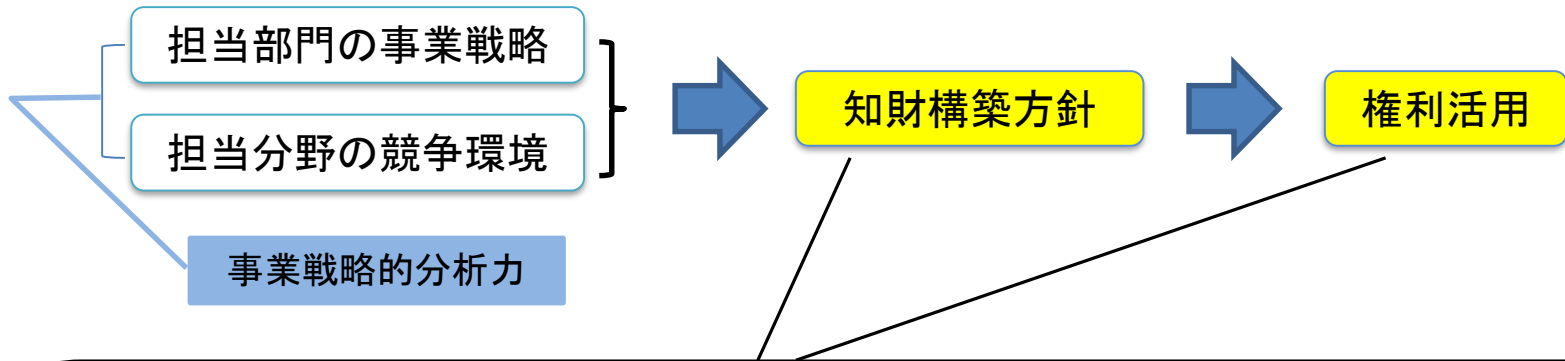 担当部門の事業戦略
担当分野の競争環境
知財構築方針
権利活用
事業戦略的分析力